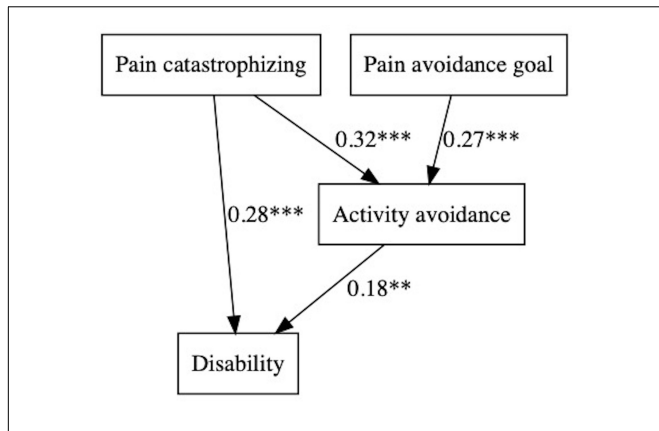 Pain catastrophizing
Pain avoidance goal
0.32***
0.27***
Activity avoidance
0.28***
0.18**
Disability